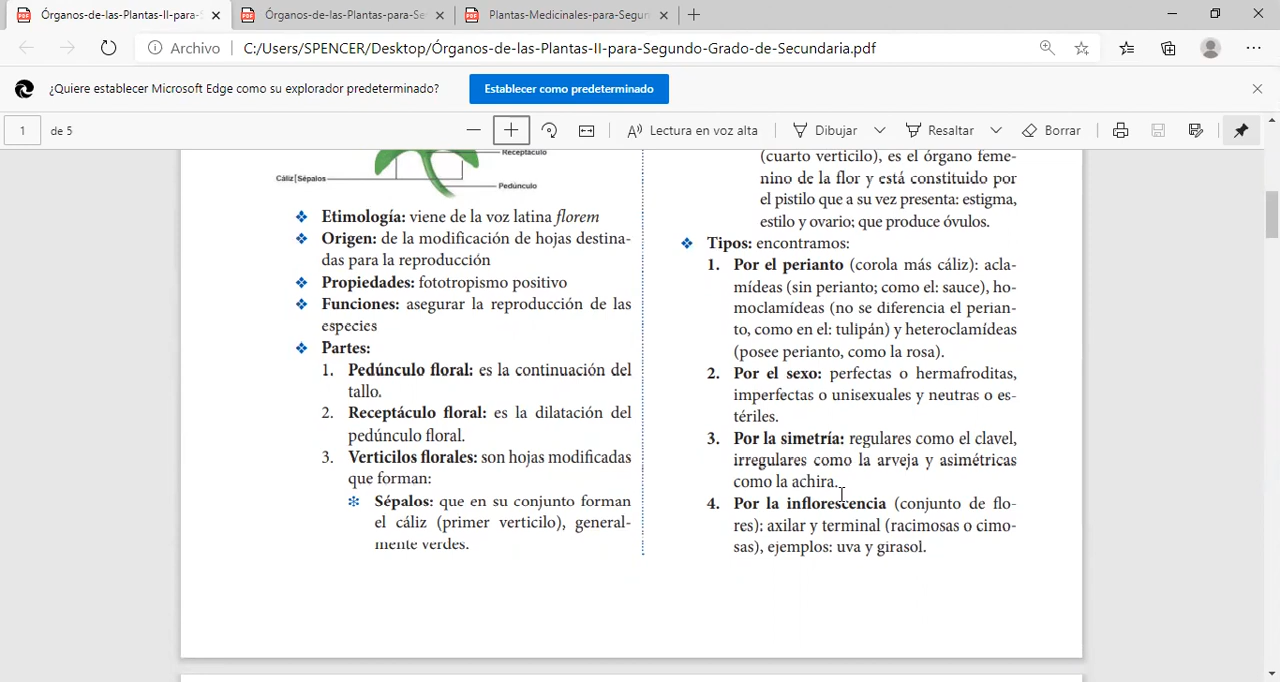 Órganos-de-las-Plantas-II-para-S
Órganos-de-las-Plantas-para-Se
Plantas-Medicinales-para-Segun
Archivo
C:/Users/SPENCER/Desktop/Órganos-de-las-Plantas-II-para-Segundo-Grado-de-Secundaria.pdf
¿Quiere establecer Microsoft Edge como su explorador predeterminado?
Establecer como predeterminado
1 de 5
Lectura en voz alta
Dibujar
Resaltar
Borrar
Receptáculo
Cáliz[Sépalos
Pedúnculo
❖ Etimología: viene de la voz latina florem
❖ Origen: de la modificación de hojas destina-
das para la reproducción
❖ Propiedades: fototropismo positivo
❖ Funciones: asegurar la reproducción de las
especies
❖ Partes:
1. Pedúnculo floral: es la continuación del
tallo.
2. Receptáculo floral: es la dilatación del
pedúnculo floral.
3. Verticilos florales: son hojas modificadas
que forman:
✻ Sépalos: que en su conjunto forman
el cáliz (primer verticilo), general-
mente verdes.
(cuarto verticilo), es el órgano feme-
nino de la flor y está constituido por
el pistilo que a su vez presenta: estigma,
estilo y ovario; que produce óvulos.
❖ Tipos: encontramos:
1. Por el perianto (corola más cáliz): acla-
mídeas (sin perianto; como el: sauce), ho-
moclamídeas (no se diferencia el perian-
to, como en el: tulipán) y heteroclamídeas
(posee perianto, como la rosa).
2. Por el sexo: perfectas o hermafroditas,
imperfectas o unisexuales y neutras o es-
tériles.
3. Por la simetría: regulares como el clavel,
irregulares como la arveja y asimétricas
como la achira.
4. Por la inflorescencia (conjunto de flo-
res): axilar y terminal (racimosas o cimo-
sas), ejemplos: uva y girasol.